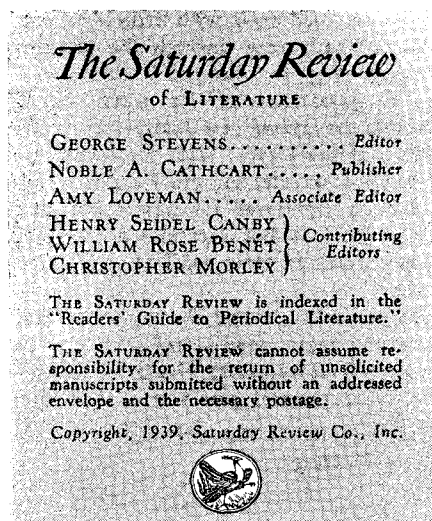 The Saturday Review
of LITERATURE
GEORGE STEVENS.......... Editor
NOBLE A. CATHCART..... Publisher
AMY LOVEMAN..... Associate Editor
HENRY SEIDEL CANBY
WILLIAM ROSE BENÉT } Contributing Editors
CHRISTOPHER MORLEY
THE SATURDAY REVIEW is indexed in the
"Readers' Guide to Periodical Literature."
THE SATURDAY REVIEW cannot assume re-
sponsibility for the return of unsolicited
manuscripts submitted without an addressed
envelope and the necessary postage.
Copyright, 1939, Saturday Review Co., Inc.